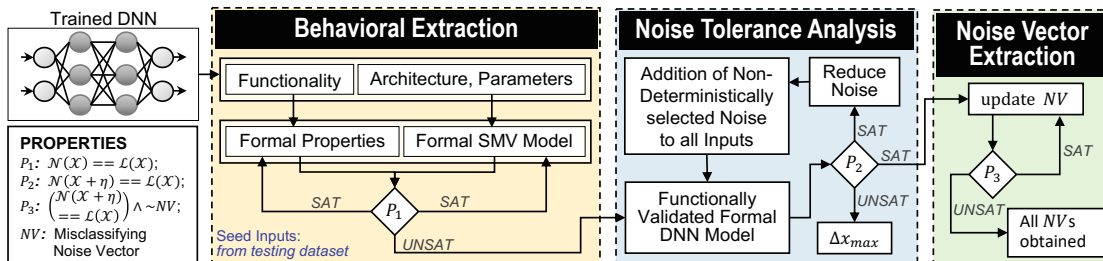 Trained DNN
PROPERTIES
P₁: 𝒩(𝒳) == ℒ(𝒳);
P₂: 𝒩(𝒳 + η) == ℒ(𝒳);
P₃: (𝒩(𝒳 + η) == ℒ(𝒳)) ∧ ~NV;
NV: Misclassifying
Noise Vector
Behavioral Extraction
Functionality
Architecture, Parameters
Formal Properties
Formal SMV Model
SAT
P₁
SAT
UNSAT
Seed Inputs:
from testing dataset
Noise Tolerance Analysis
Addition of Non-
Deterministically
selected Noise
to all Inputs
Reduce
Noise
SAT
P₂
SAT
UNSAT
Functionally
Validated Formal
DNN Model
Δx_max
Noise Vector
Extraction
update NV
SAT
P₃
UNSAT
All NVs
obtained